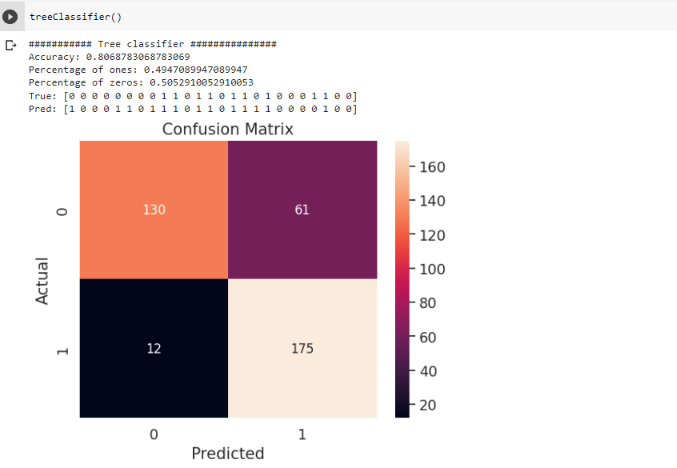 treeClassifier()
########### Tree classifier ###############
Accuracy: 0.8068783068783069
Percentage of ones: 0.4947089947089947
Percentage of zeros: 0.5052910052910053
True: [0 0 0 0 0 0 0 0 1 1 0 1 1 0 1 1 0 1 0 0 0 1 1 0 0]
Pred: [1 0 0 0 1 1 0 1 1 1 0 1 1 0 1 1 1 1 0 0 0 0 1 0 0]
Confusion Matrix
160
140
120
100
80
60
40
20
0
130
61
Actual
1
12
175
0
1
Predicted